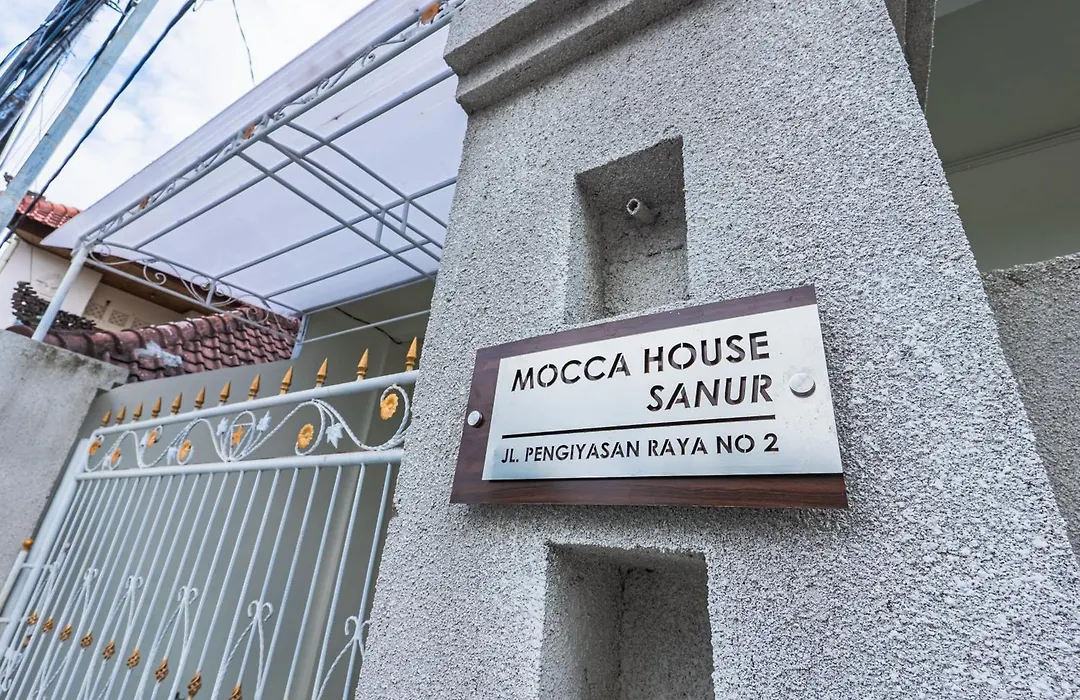 MOCCA HOUSE
SANUR
JL. PENGIYASAN RAYA NO 2